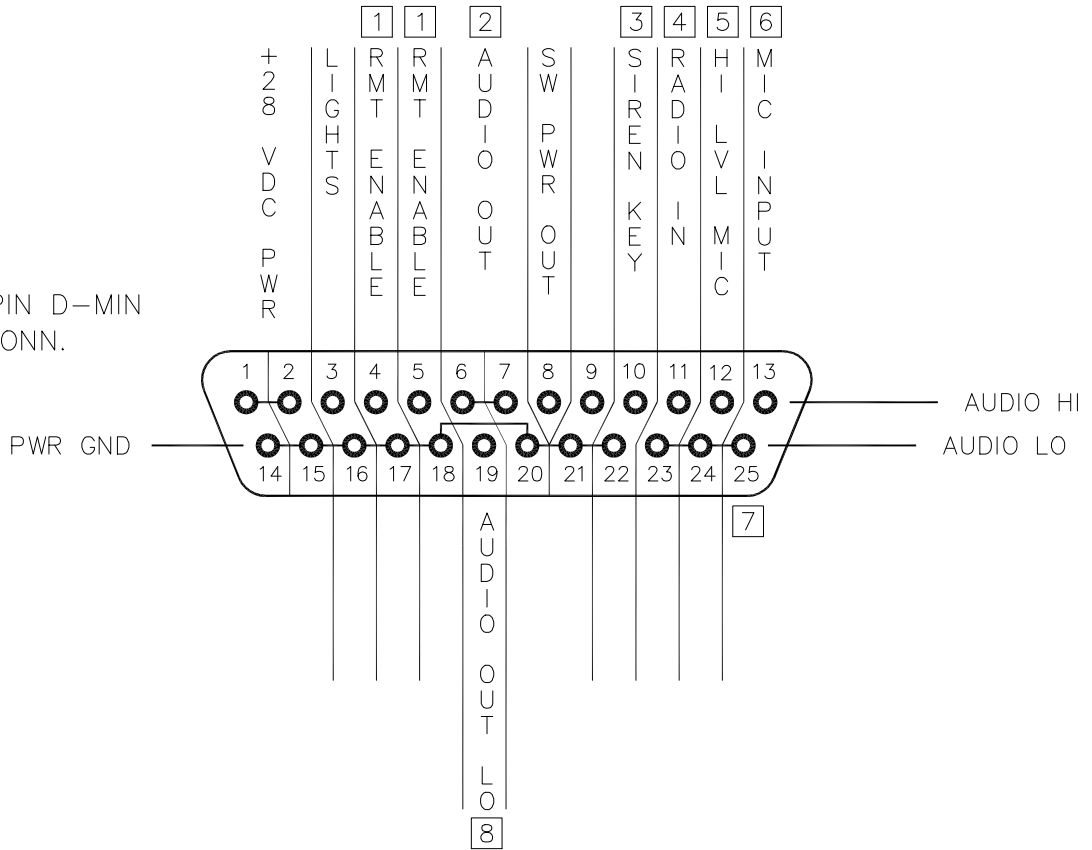 1 1 2 3 4 5 6
+28 VDC PWR
LIGHTS
RMT ENABLE
RMT ENABLE
AUDIO OUT
SW PWR OUT
SIREN KEY
RADIO IN
HI LVL MIC
MIC INPUT
PIN D-MIN
ONN.
1 2 3 4 5 6 7 8 9 10 11 12 13
AUDIO HI
PWR GND
AUDIO LO
14 15 16 17 18 19 20 21 22 23 24 25
7
AUDIO OUT LO
8